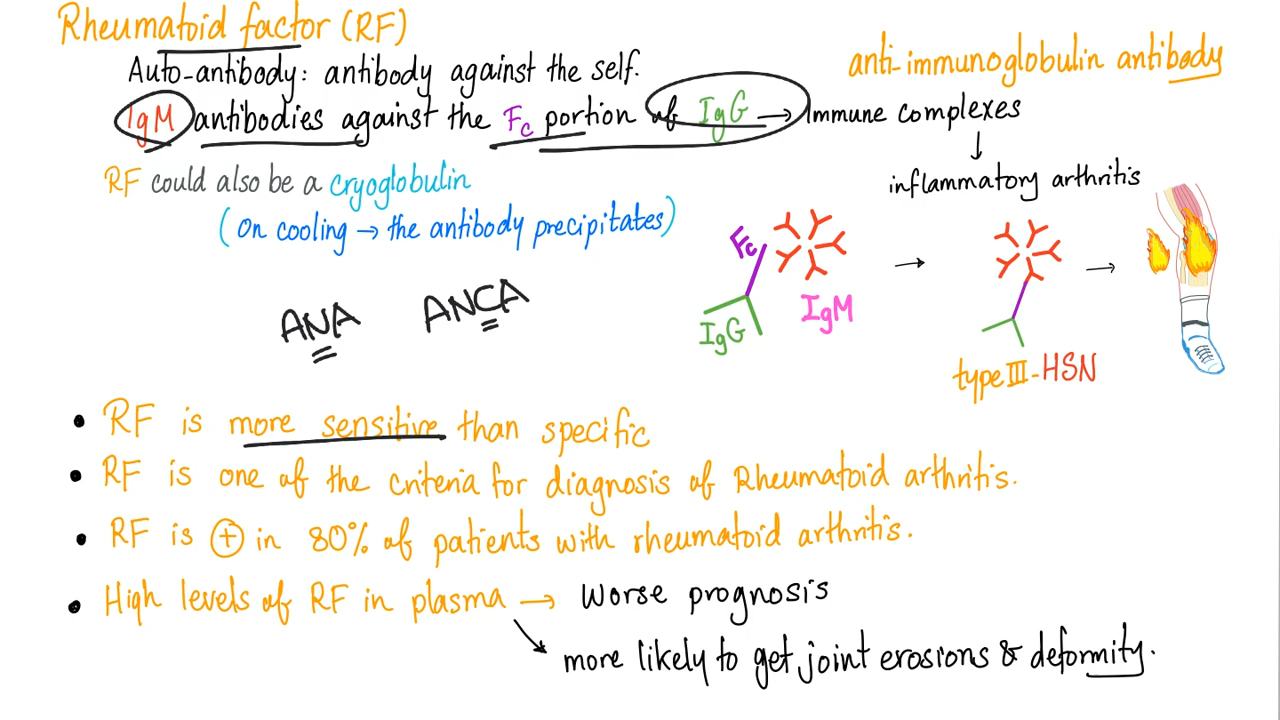 Rheumatoid factor (RF)
Auto-antibody: antibody against the self.
anti-immunoglobulin antibody
IgM antibodies against the Fc portion of IgG → Immune complexes
↓
inflammatory arthritis
RF could also be a cryoglobulin
(On cooling → the antibody precipitates)
ANA ANCA
Fc
IgG
IgM
→
→
type III-HSN
• RF is more sensitive than specific
• RF is one of the criteria for diagnosis of Rheumatoid arthritis.
• RF is ⊕ in 80% of patients with rheumatoid arthritis.
• High levels of RF in plasma → Worse prognosis
↘ more likely to get joint erosions & deformity.